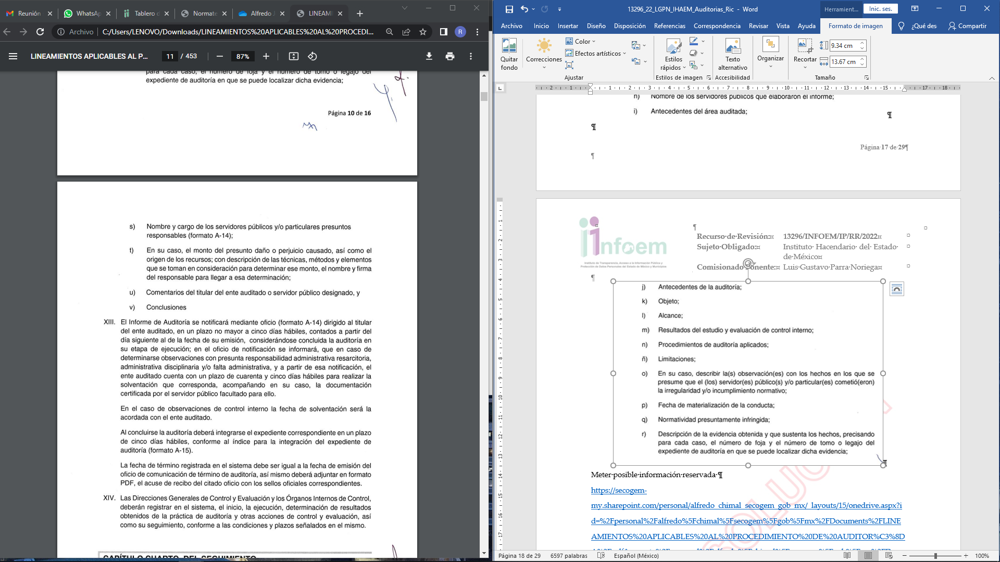 Reunión
WhatsAp
Tablero d
Normate
Alfredo J
LINEAMI
Archivo
C:/Users/LENOVO/Downloads/LINEAMIENTOS%20APLICABLES%20AL%20PROCEDI...
R
LINEAMIENTOS APLICABLES AL P...
11 / 453
87%
para cada caso, el número de foja y el número de tomo o legajo del
expediente de auditoría en que se puede localizar dicha evidencia;
Página 10 de 16
s) Nombre y cargo de los servidores públicos y/o particulares presuntos
responsables (formato A-14);
t) En su caso, el monto del presunto daño o perjuicio causado, así como el
origen de los recursos; con descripción de las técnicas, métodos y elementos
que se toman en consideración para determinar ese monto, el nombre y firma
del responsable para llegar a esa determinación;
u) Comentarios del titular del ente auditado o servidor público designado, y
v) Conclusiones
XIII. El Informe de Auditoría se notificará mediante oficio (formato A-14) dirigido al titular
del ente auditado, en un plazo no mayor a cinco días hábiles, contados a partir del
día siguiente al de la fecha de su emisión, considerándose concluida la auditoría en
su etapa de ejecución; en el oficio de notificación se informará, que en caso de
determinarse observaciones con presunta responsabilidad administrativa resarcitoria,
administrativa disciplinaria y/o falta administrativa, y a partir de esa notificación, el
ente auditado cuenta con un plazo de cuarenta y cinco días hábiles para realizar la
solventación que corresponda, acompañando en su caso, la documentación
certificada por el servidor público facultado para ello.
En el caso de observaciones de control interno la fecha de solventación será la
acordada con el ente auditado.
Al concluirse la auditoría deberá integrarse el expediente correspondiente en un plazo
de cinco días hábiles, conforme al índice para la integración del expediente de
auditoría (formato A-15).
La fecha de término registrada en el sistema debe ser igual a la fecha de emisión del
oficio de comunicación de término de auditoría, así mismo deberá adjuntar en formato
PDF, el acuse de recibo del citado oficio con los sellos oficiales correspondientes.
XIV. Las Direcciones Generales de Control y Evaluación y los Órganos Internos de Control,
deberán registrar en el sistema, el inicio, la ejecución, determinación de resultados
obtenidos de la práctica de auditoría y otras acciones de control y evaluación, así
como su seguimiento, conforme a las condiciones y plazos señalados en el mismo.
CAPÍTULO CUARTO. DEL SEGUIMIENTO
13296_22_LGPN_IHAEM_Auditorias_Ric - Word
Herramient...
Inic. ses.
Archivo Inicio Insertar Diseño Disposición Referencias Correspondencia Revisar Vista Ayuda Formato de imagen ¿Qué des Compartir
Quitar fondo
Correcciones
Color
Efectos artísticos
Ajustar
Estilos rápidos
Estilos de imagen
Texto alternativo
Accesibilidad
Organizar
Recortar
9.34 cm
13.67 cm
Tamaño
h) Nombre de los servidores públicos que elaboraron el informe;
i) Antecedentes del área auditada;
¶
¶
Página·17·de·29¶
¶
infoem
Instituto de Transparencia, Acceso a la Información Pública y
Protección de Datos Personales del Estado de México y Municipios
Recurso·de·Revisión:¤ 13296/INFOEM/IP/RR/2022¤
Sujeto·Obligado:¤ Instituto· Hacendario· del· Estado·
de·México¤
Comisionado Ponente:¤ Luis·Gustavo·Parra·Noriega¤
¶
j) Antecedentes de la auditoría;
k) Objeto;
l) Alcance;
m) Resultados del estudio y evaluación de control interno;
n) Procedimientos de auditoría aplicados;
ñ) Limitaciones;
o) En su caso, describir la(s) observación(es) con los hechos en los que se
presume que el (los) servidor(es) público(s) y/o particular(es) cometió(eron)
la irregularidad y/o incumplimiento normativo;
p) Fecha de materialización de la conducta;
q) Normatividad presuntamente infringida;
r) Descripción de la evidencia obtenida y que sustenta los hechos, precisando
para cada caso, el número de foja y el número de tomo o legajo del
expediente de auditoría en que se puede localizar dicha evidencia;
¶
Meter·posible·información·reservada·¶
https://secogem-
my.sharepoint.com/personal/alfredo_chimal_secogem_gob_mx/_layouts/15/onedrive.aspx?i
d=%2Fpersonal%2Falfredo%5Fchimal%5Fsecogem%5Fgob%5Fmx%2FDocuments%2FLINE
AMIENTOS%20APLICABLES%20AL%20PROCEDIMIENTO%20DE%20AUDITOR%C3%8D
Página 18 de 29 6597 palabras Español (México) 100%